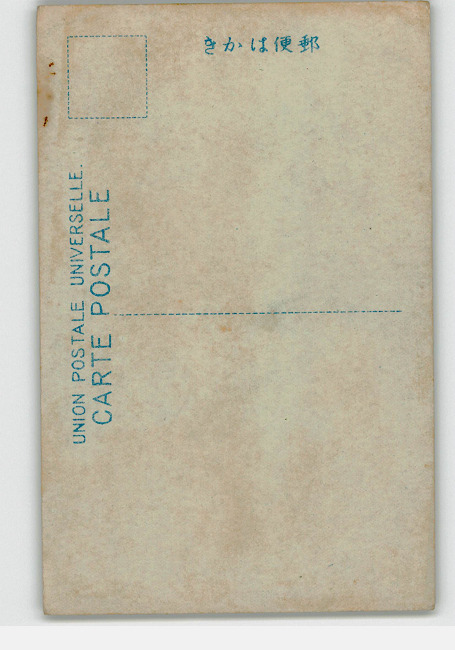 きかは便郵
UNION POSTALE UNIVERSELLE.
CARTE POSTALE